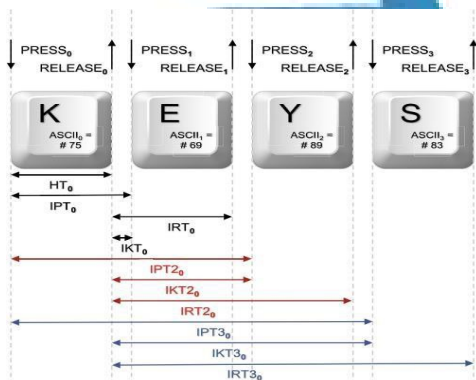 PRESS₀ PRESS₁ PRESS₂ PRESS₃
RELEASE₀ RELEASE₁ RELEASE₂ RELEASE₃
K E Y S
ASCII₀ = ASCII₁ = ASCII₂ = ASCII₃ =
# 75 # 69 # 89 # 83
HT₀
IPT₀
IRT₀
IKT₀
IPT2₀
IKT2₀
IRT2₀
IPT3₀
IKT3₀
IRT3₀